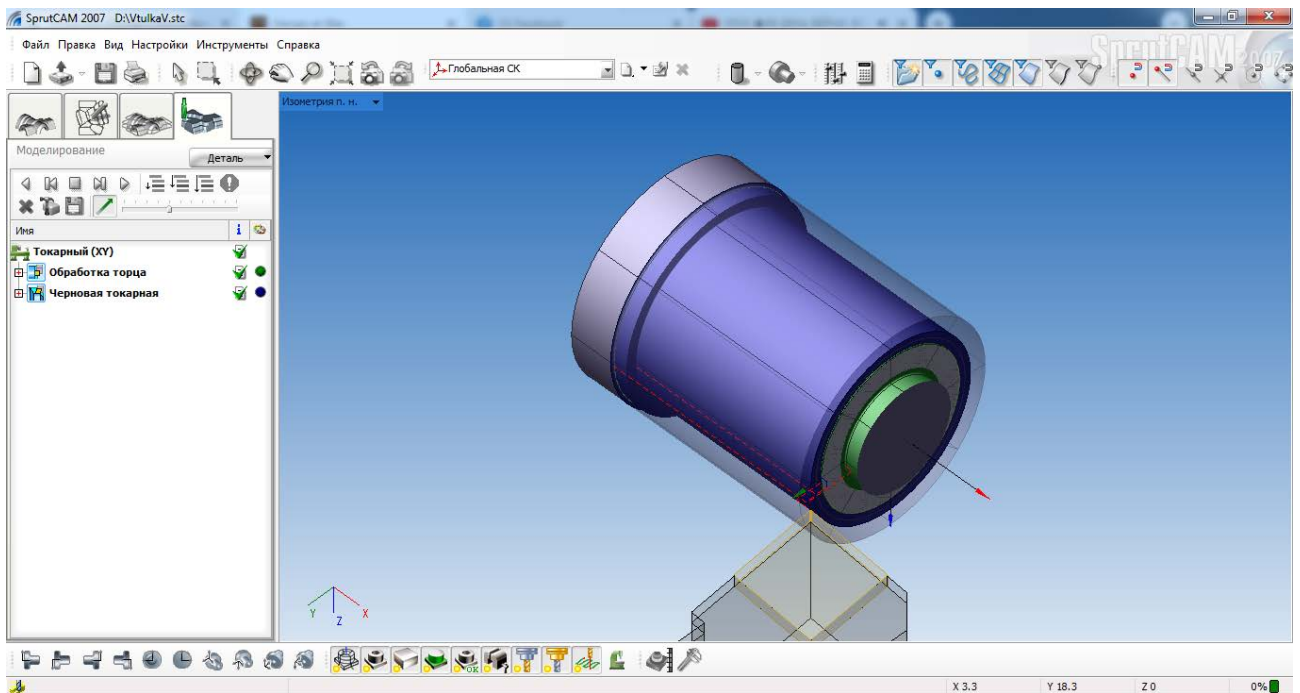 SprutCAM 2007 D:\VtulkaV.stc
Файл Правка Вид Настройки Инструменты Справка
SprutCAM 2007
Глобальная СК
Изометрия п. н.
Моделирование
Деталь
Имя
Токарный (XY)
Обработка торца
Черновая токарная
Y Z X
X 3.3 Y 18.3 Z 0 0%